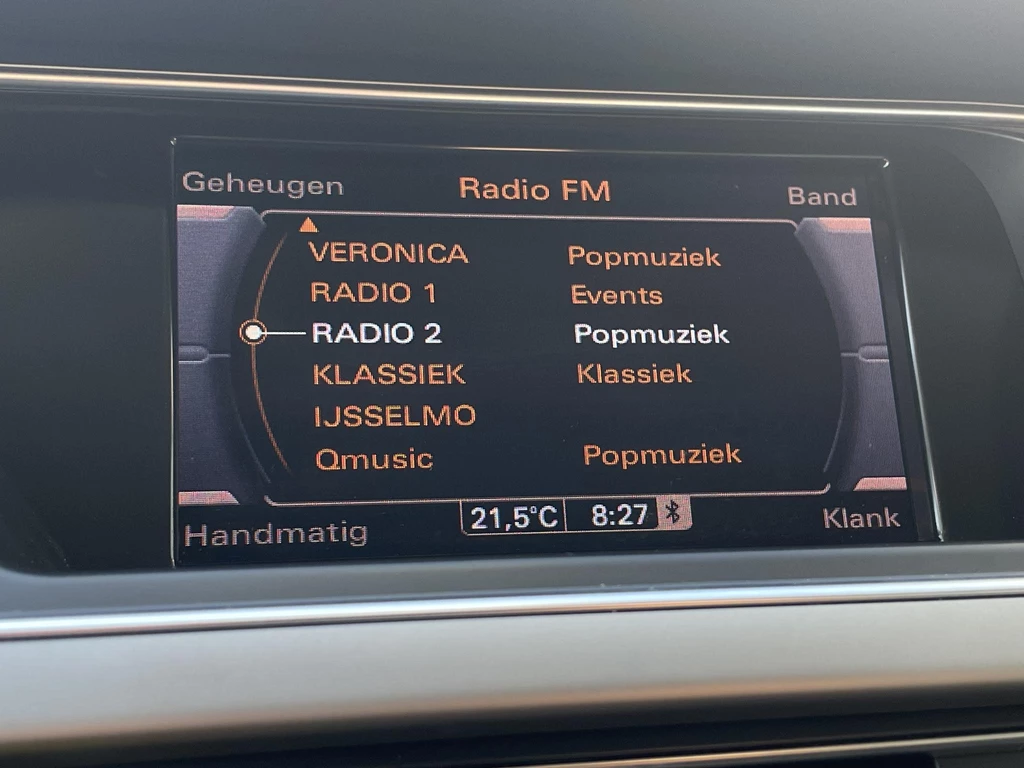 Geheugen Radio FM Band
VERONICA Popmuziek
RADIO 1 Events
RADIO 2 Popmuziek
KLASSIEK Klassiek
IJSSELMO
Qmusic Popmuziek
Handmatig 21,5°C 8:27 Klank